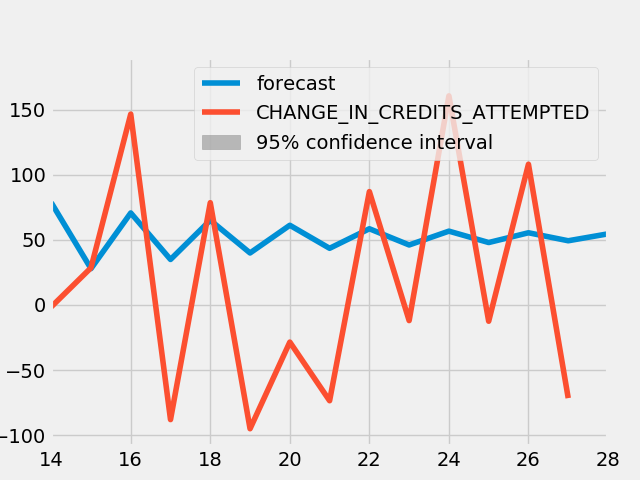 forecast
CHANGE_IN_CREDITS_ATTEMPTED
95% confidence interval
150
100
50
0
−50
−100
14 16 18 20 22 24 26 28